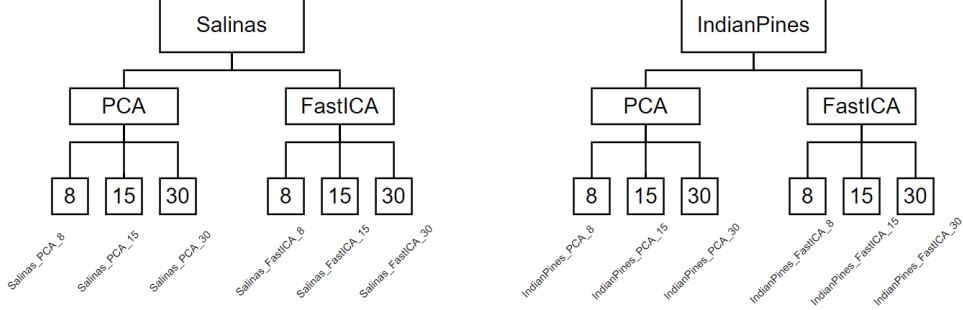 Salinas
IndianPines
PCA
FastICA
PCA
FastICA
8
15
30
8
15
30
8
15
30
8
15
30
Salinas_PCA_8
Salinas_PCA_15
Salinas_PCA_30
Salinas_FastICA_8
Salinas_FastICA_15
Salinas_FastICA_30
IndianPines_PCA_8
IndianPines_PCA_15
IndianPines_PCA_30
IndianPines_FastICA_8
IndianPines_FastICA_15
IndianPines_FastICA_30